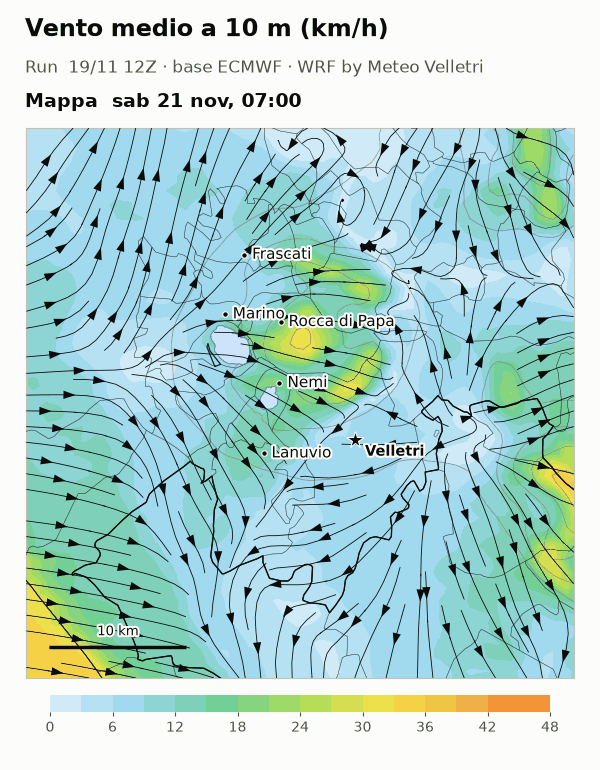 Vento medio a 10 m (km/h)
Run  19/11 12Z · base ECMWF · WRF by Meteo Velletri
Mappa  sab 21 nov, 07:00
Frascati
Marino
Rocca di Papa
Nemi
Velletri
Lanuvio
10 km
0 6 12 18 24 30 36 42 48